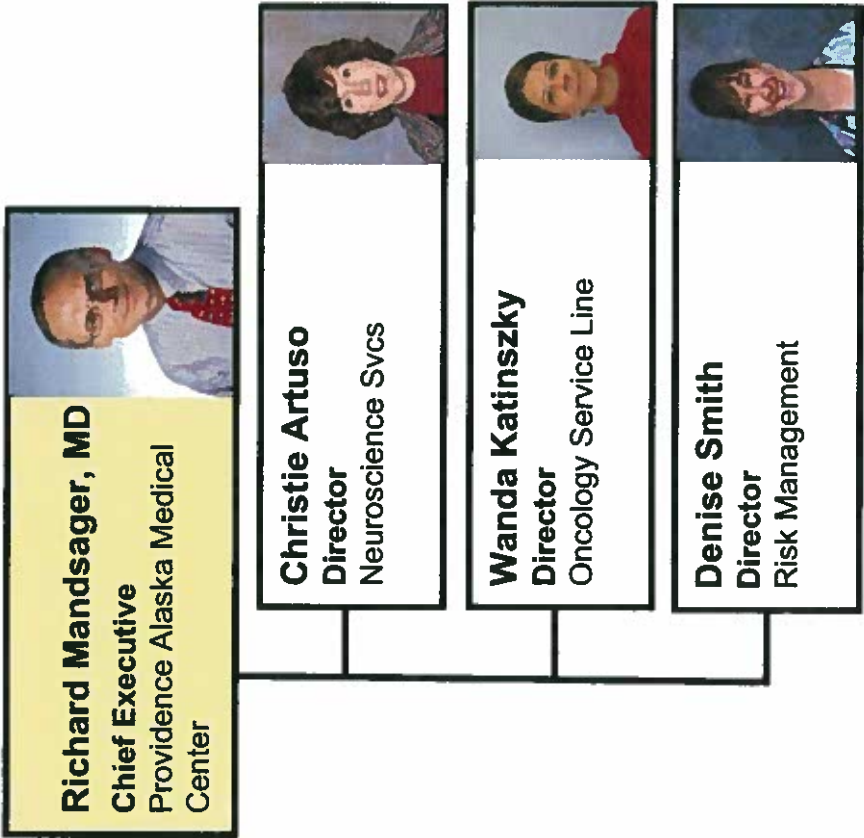 Richard Mandsager, MD
Chief Executive
Providence Alaska Medical
Center
Christie Artuso
Director
Neuroscience Svcs
Wanda Katinszky
Director
Oncology Service Line
Denise Smith
Director
Risk Management